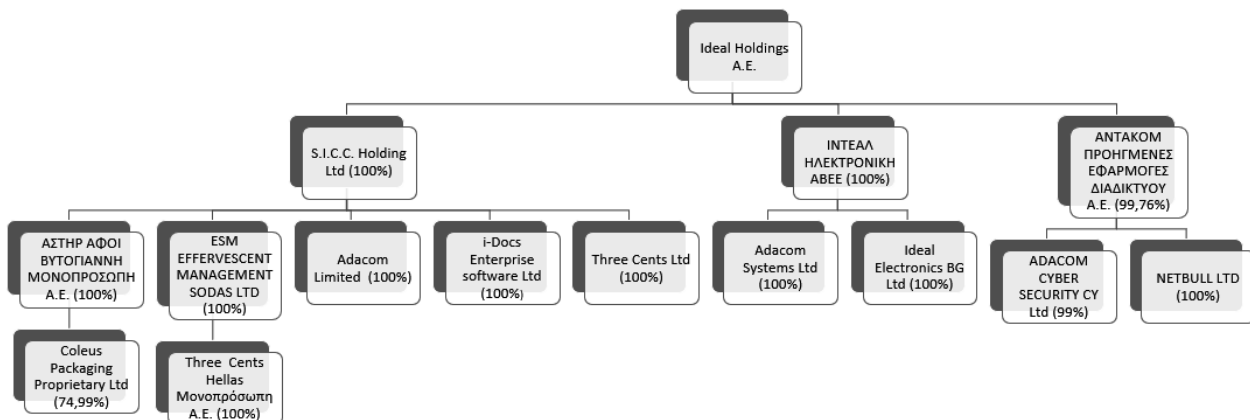 Ideal Holdings
Α.Ε.
S.I.C.C. Holding
Ltd (100%)
ΙΝΤΕΑΛ
ΗΛΕΚΤΡΟΝΙΚΗ
ΑΒΕΕ (100%)
ΑΝΤΑΚΟΜ
ΠΡΟΗΓΜΕΝΕΣ
ΕΦΑΡΜΟΓΕΣ
ΔΙΑΔΙΚΤΥΟΥ
Α.Ε. (99,76%)
ΑΣΤΗΡ ΑΦΟΙ
ΒΥΤΟΓΙΑΝΝΗ
ΜΟΝΟΠΡΟΣΩΠΗ
Α.Ε. (100%)
ESM
EFFERVESCENT
MANAGEMENT
SODAS LTD
(100%)
Adacom
Limited (100%)
i-Docs
Enterprise
software Ltd
(100%)
Three Cents Ltd
(100%)
Adacom
Systems Ltd
(100%)
Ideal
Electronics BG
Ltd (100%)
ADACOM
CYBER
SECURITY CY
Ltd (99%)
NETBULL LTD
(100%)
Coleus
Packaging
Proprietary Ltd
(74,99%)
Three Cents
Hellas
Μονοπρόσωπη
Α.Ε. (100%)